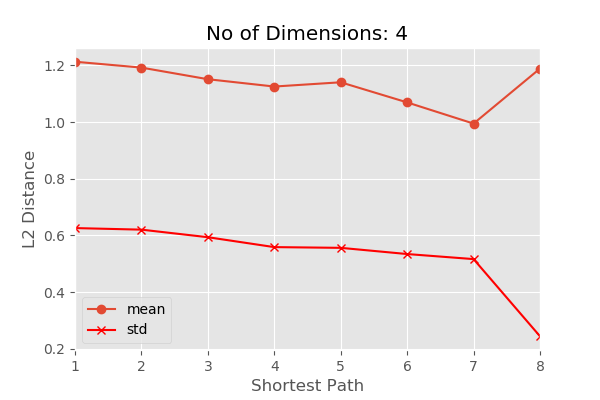 No of Dimensions: 4
1.2
1.0
0.8
0.6
0.4
0.2
L2 Distance
mean
std
1 2 3 4 5 6 7 8
Shortest Path